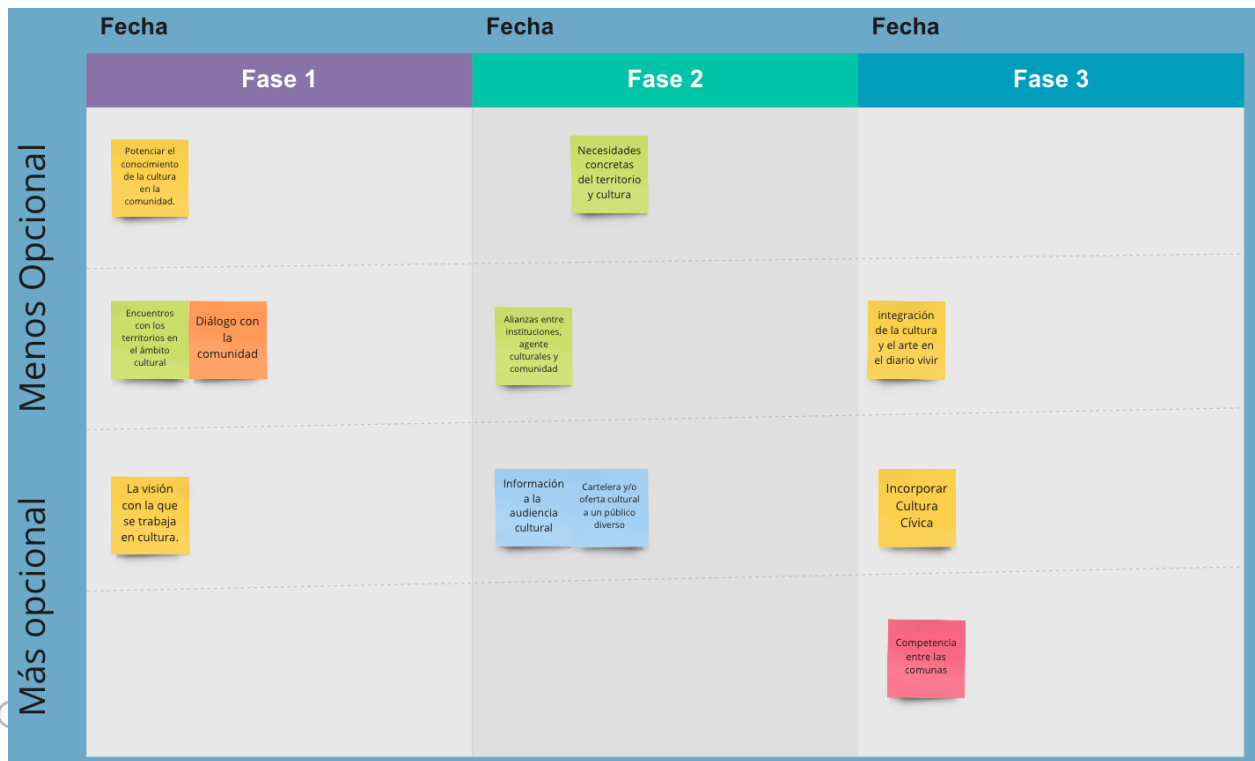 Fecha
Fecha
Fecha
Fase 1
Fase 2
Fase 3
Menos Opcional
Más opcional
Potenciar el
conocimiento
de la cultura
en la
comunidad.
Necesidades
concretas
del territorio
y cultura
Encuentros
con los
territorios en
el ámbito
cultural
Diálogo con
la
comunidad
Alianzas entre
instituciones,
agente
culturales y
comunidad
integración
de la cultura
y el arte en
el diario vivir
La visión
con la que
se trabaja
en cultura.
Información
a la
audiencia
cultural
Cartelera y/o
oferta cultural
a un público
diverso
Incorporar
Cultura
Cívica
Competencia
entre las
comunas